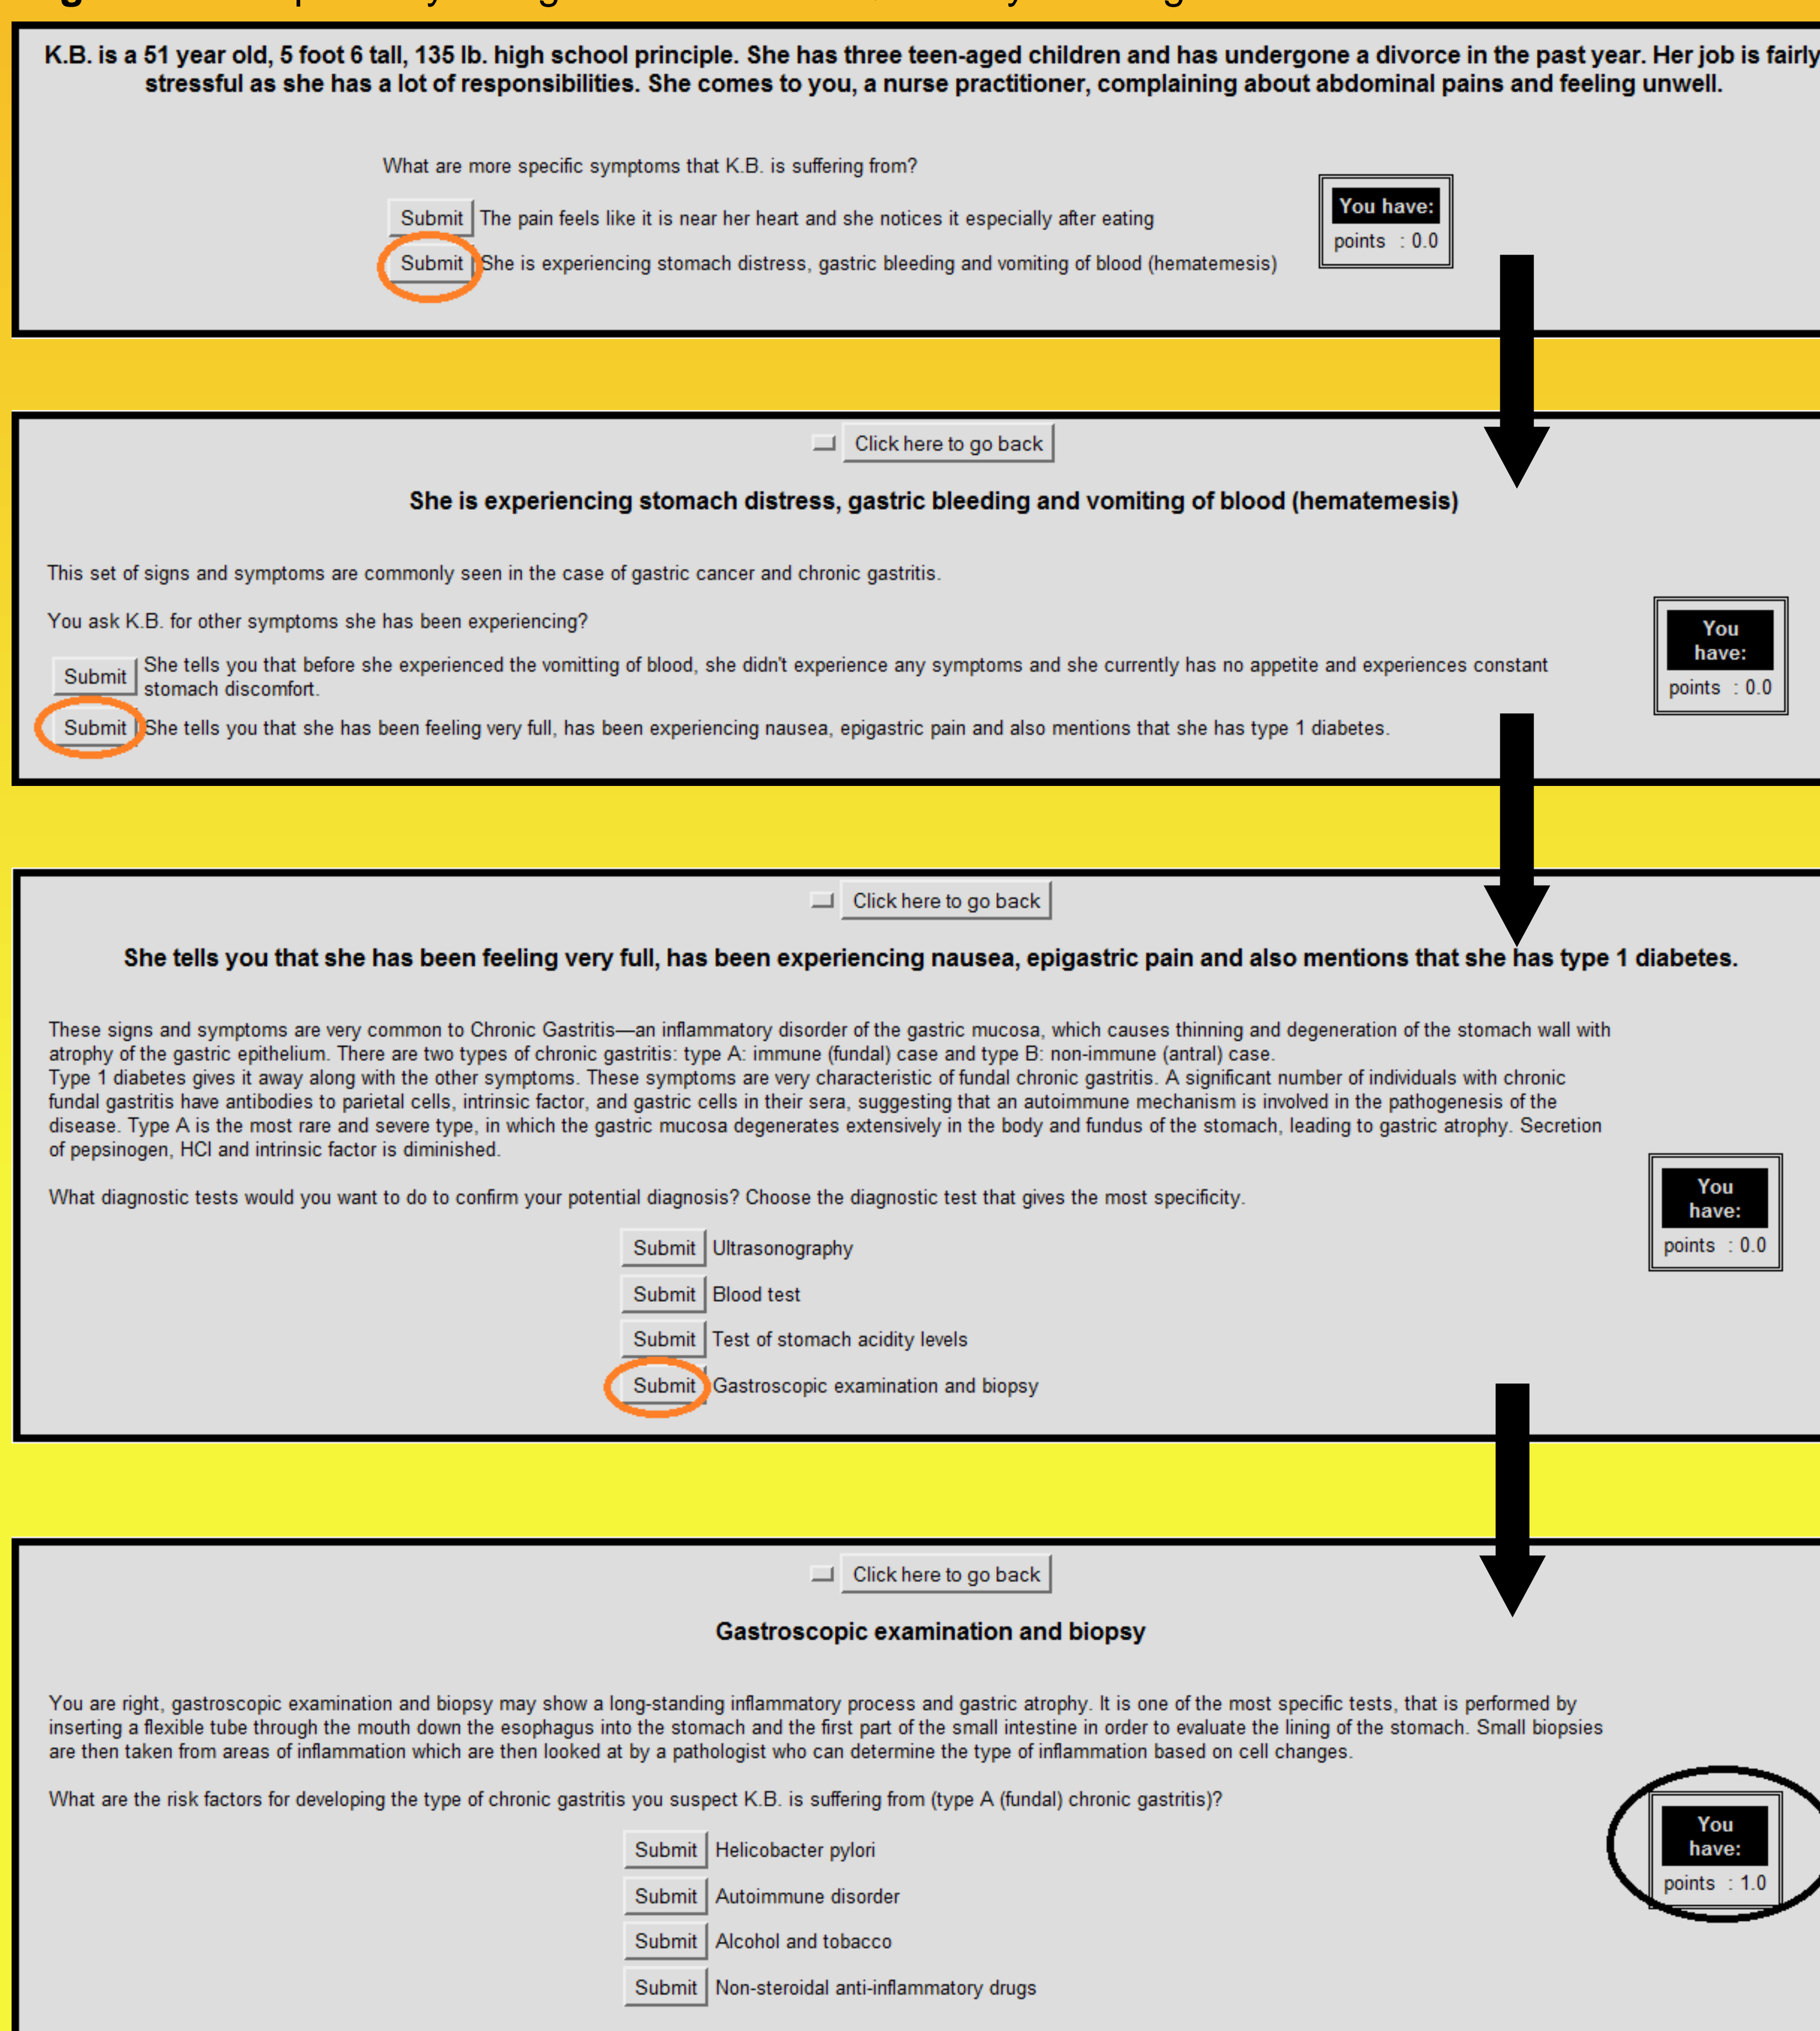 K.B. is a 51 year old, 5 foot 6 tall, 135 lb. high school principle. She has three teen-aged children and has undergone a divorce in the past year. Her job is fairly
stressful as she has a lot of responsibilities. She comes to you, a nurse practitioner, complaining about abdominal pains and feeling unwell.
What are more specific symptoms that K.B. is suffering from?
Submit The pain feels like it is near her heart and she notices it especially after eating
Submit She is experiencing stomach distress, gastric bleeding and vomiting of blood (hematemesis)
You have:
points : 0.0
Click here to go back
She is experiencing stomach distress, gastric bleeding and vomiting of blood (hematemesis)
This set of signs and symptoms are commonly seen in the case of gastric cancer and chronic gastritis.
You ask K.B. for other symptoms she has been experiencing?
Submit She tells you that before she experienced the vomitting of blood, she didn't experience any symptoms and she currently has no appetite and experiences constant
stomach discomfort.
Submit She tells you that she has been feeling very full, has been experiencing nausea, epigastric pain and also mentions that she has type 1 diabetes.
You
have:
points : 0.0
Click here to go back
She tells you that she has been feeling very full, has been experiencing nausea, epigastric pain and also mentions that she has type 1 diabetes.
These signs and symptoms are very common to Chronic Gastritis—an inflammatory disorder of the gastric mucosa, which causes thinning and degeneration of the stomach wall with
atrophy of the gastric epithelium. There are two types of chronic gastritis: type A: immune (fundal) case and type B: non-immune (antral) case.
Type 1 diabetes gives it away along with the other symptoms. These symptoms are very characteristic of fundal chronic gastritis. A significant number of individuals with chronic
fundal gastritis have antibodies to parietal cells, intrinsic factor, and gastric cells in their sera, suggesting that an autoimmune mechanism is involved in the pathogenesis of the
disease. Type A is the most rare and severe type, in which the gastric mucosa degenerates extensively in the body and fundus of the stomach, leading to gastric atrophy. Secretion
of pepsinogen, HCl and intrinsic factor is diminished.
What diagnostic tests would you want to do to confirm your potential diagnosis? Choose the diagnostic test that gives the most specificity.
Submit Ultrasonography
Submit Blood test
Submit Test of stomach acidity levels
Submit Gastroscopic examination and biopsy
You
have:
points : 0.0
Click here to go back
Gastroscopic examination and biopsy
You are right, gastroscopic examination and biopsy may show a long-standing inflammatory process and gastric atrophy. It is one of the most specific tests, that is performed by
inserting a flexible tube through the mouth down the esophagus into the stomach and the first part of the small intestine in order to evaluate the lining of the stomach. Small biopsies
are then taken from areas of inflammation which are then looked at by a pathologist who can determine the type of inflammation based on cell changes.
What are the risk factors for developing the type of chronic gastritis you suspect K.B. is suffering from (type A (fundal) chronic gastritis)?
Submit Helicobacter pylori
Submit Autoimmune disorder
Submit Alcohol and tobacco
Submit Non-steroidal anti-inflammatory drugs
You
have:
points : 1.0